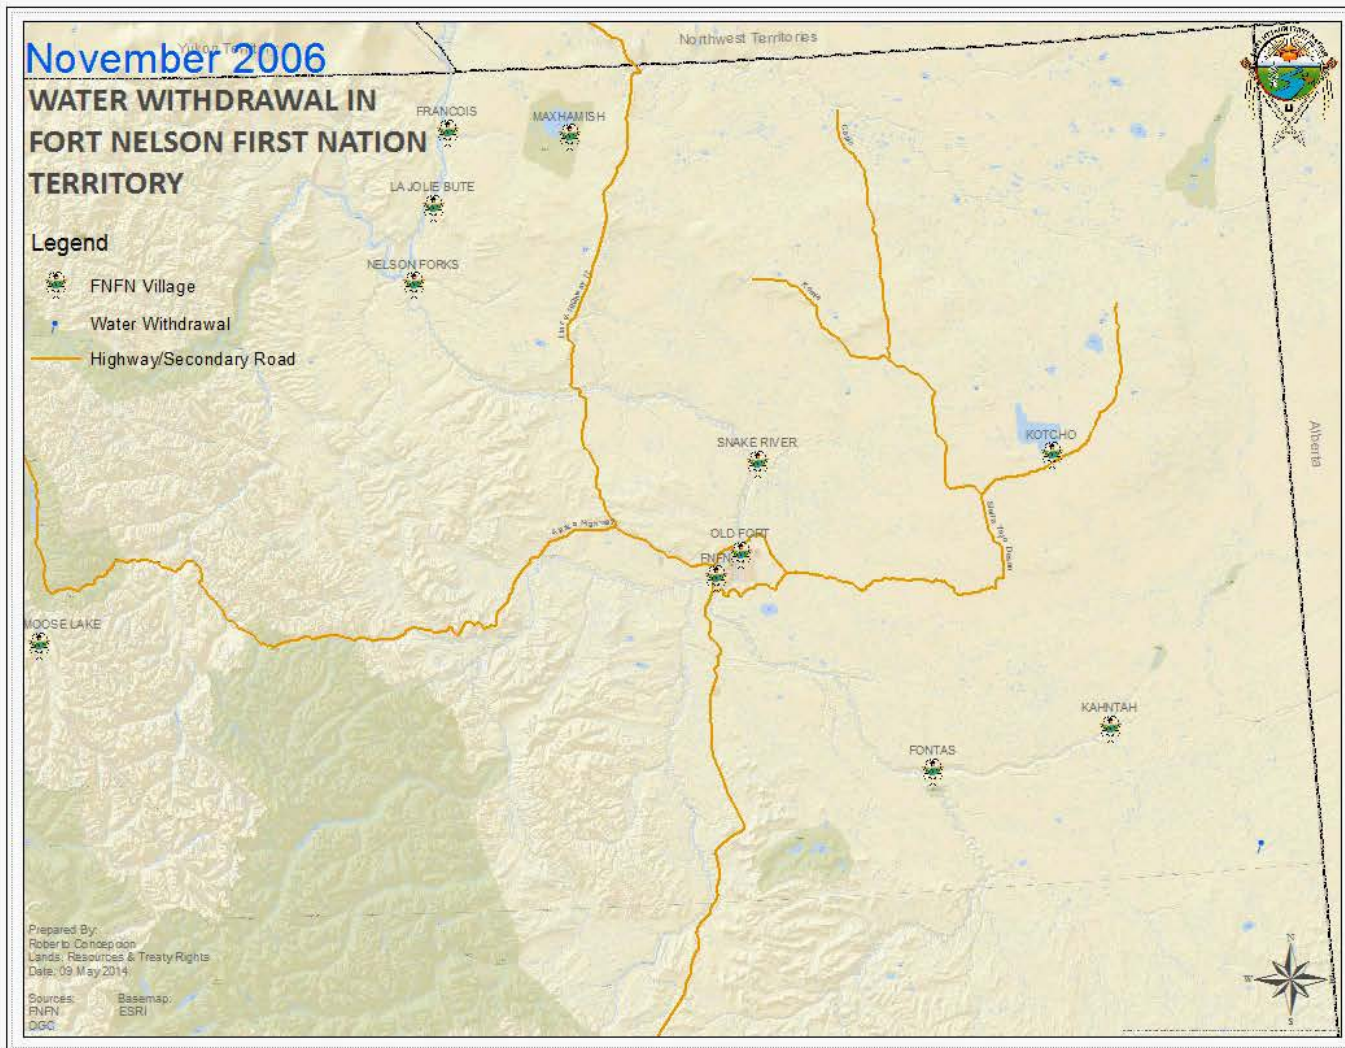 November 2006
WATER WITHDRAWAL IN
FORT NELSON FIRST NATION
TERRITORY
Northwest Territories
Legend
FNFN Village
Water Withdrawal
Highway/Secondary Road
FRANCOIS
MAXHAMISH
LA JOLIE BUTE
NELSON FORKS
SNAKE RIVER
KOTCHO
OLD FORT
FNFN
MOOSE LAKE
KAHNTAH
FONTAS
Alberta
Prepared By:
Roberto Concepcion
Lands, Resources & Treaty Rights
Date: 09 May 2014
Sources: Basemap:
FNFN ESRI
OGC
N
W
S